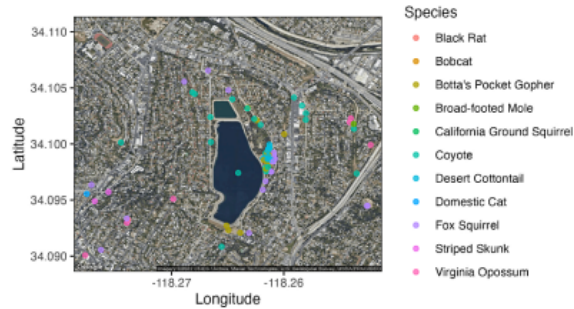 Species
34.110
34.105
34.100
34.095
34.090
Latitude
-118.27
-118.26
Longitude
Black Rat
Bobcat
Botta's Pocket Gopher
Broad-footed Mole
California Ground Squirrel
Coyote
Desert Cottontail
Domestic Cat
Fox Squirrel
Striped Skunk
Virginia Opossum